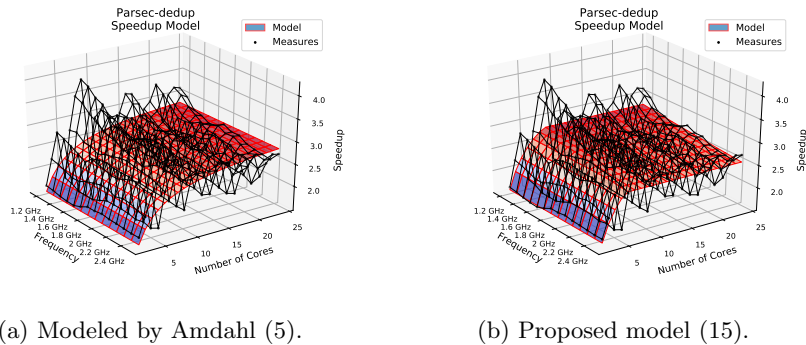 Parsec-dedup
Speedup Model
Model
Measures
4.0
3.5
3.0
2.5
2.0
Speedup
1.2 GHz
1.4 GHz
1.6 GHz
1.8 GHz
2 GHz
2.2 GHz
2.4 GHz
Frequency
5
10
15
20
25
Number of Cores
(a) Modeled by Amdahl (5).
Parsec-dedup
Speedup Model
Model
Measures
4.0
3.5
3.0
2.5
2.0
Speedup
1.2 GHz
1.4 GHz
1.6 GHz
1.8 GHz
2 GHz
2.2 GHz
2.4 GHz
Frequency
5
10
15
20
25
Number of Cores
(b) Proposed model (15).